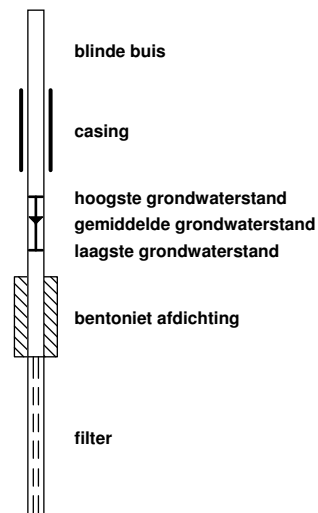 blinde buis
casing
hoogste grondwaterstand
gemiddelde grondwaterstand
laagste grondwaterstand
bentoniet afdichting
filter